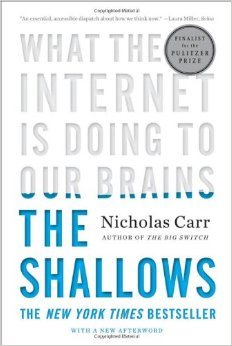 "An essential, accessible dispatch about how we think now." —Laura Miller, Salon
WHAT THE
FINALIST
for the
PULITZER
PRIZE
INTERNET
IS DOING TO
OUR BRAINS
THE
Nicholas Carr
AUTHOR OF THE BIG SWITCH
SHALLOWS
THE NEW YORK TIMES BESTSELLER
WITH A NEW AFTERWORD